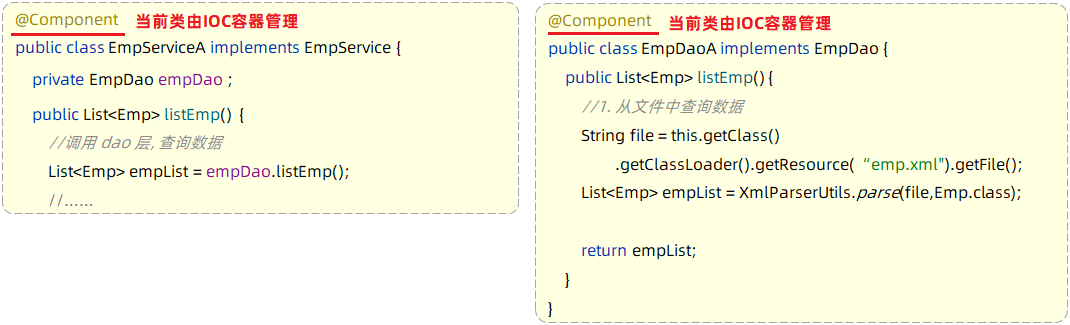 @Component 当前类由IOC容器管理
public class EmpServiceA implements EmpService {
private EmpDao empDao ;
public List<Emp> listEmp() {
//调用 dao 层, 查询数据
List<Emp> empList = empDao.listEmp();
//……
@Component 当前类由IOC容器管理
public class EmpDaoA implements EmpDao {
public List<Emp> listEmp() {
//1. 从文件中查询数据
String file = this.getClass()
.getClassLoader().getResource( “emp.xml").getFile();
List<Emp> empList = XmlParserUtils.parse(file,Emp.class);
return empList;
}
}